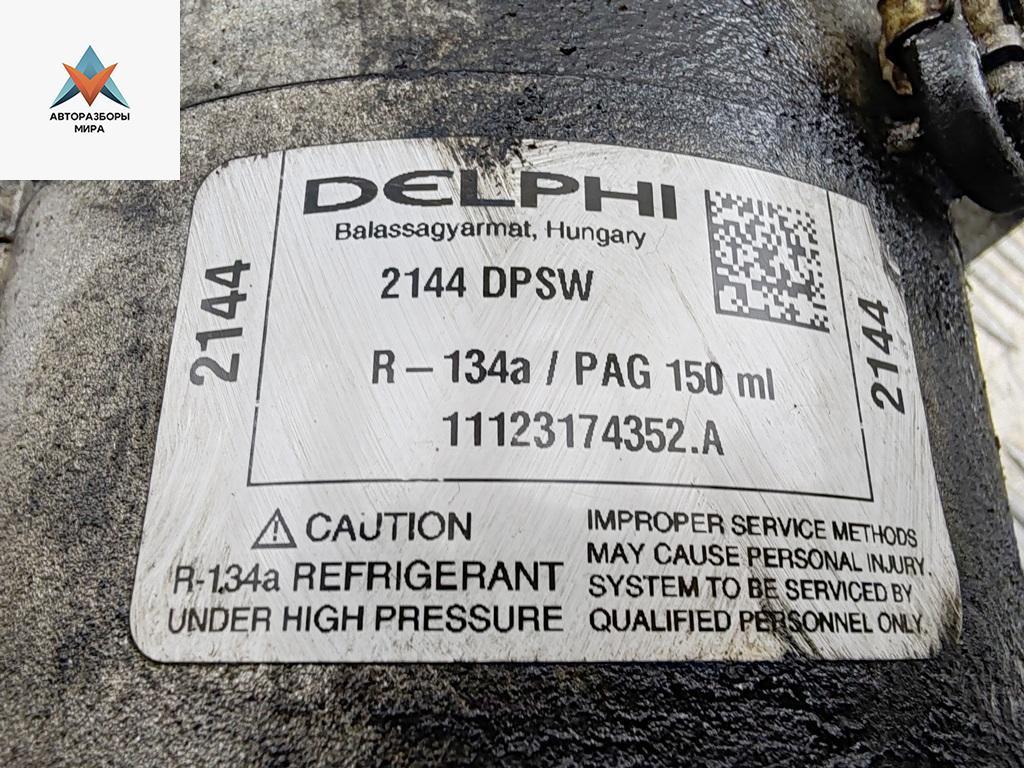 АВТОРАЗБОРЫ
МИРА
DELPHI
Balassagyarmat, Hungary
2144 DPSW
R-134a / PAG 150 ml
11123174352.A
2144
2144
⚠ CAUTION
R-134a REFRIGERANT
UNDER HIGH PRESSURE
IMPROPER SERVICE METHODS
MAY CAUSE PERSONAL INJURY.
SYSTEM TO BE SERVICED BY
QUALIFIED PERSONNEL ONLY.